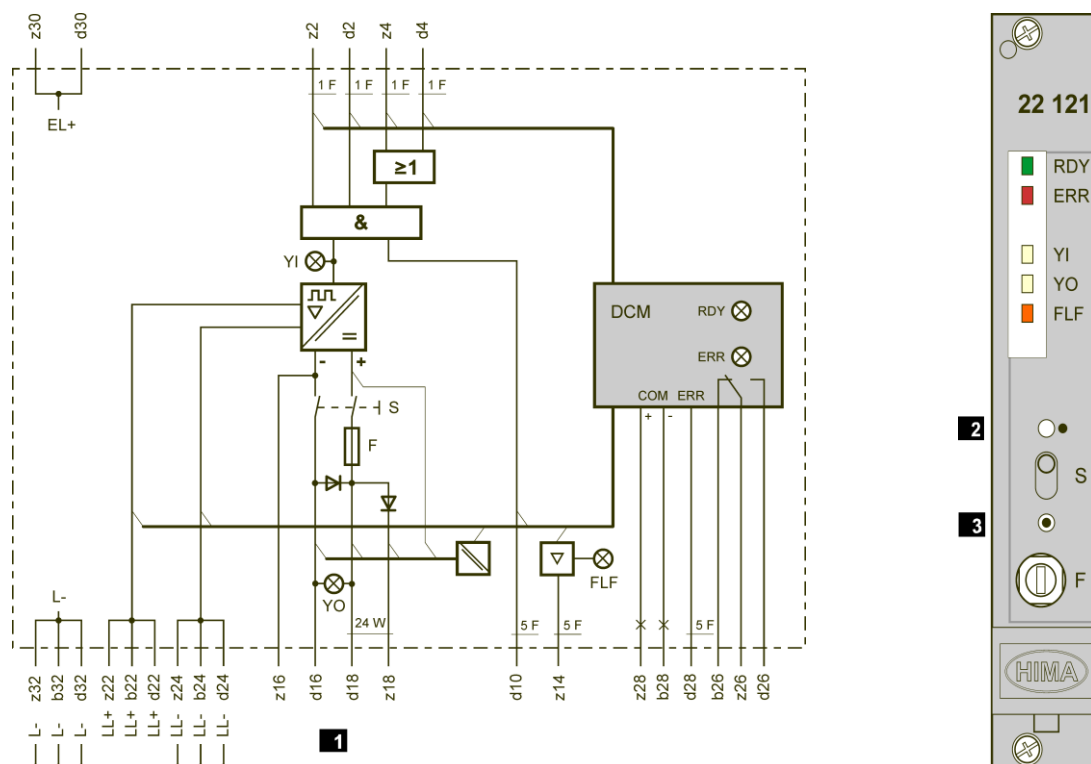 z30 d30 z2 d2 z4 d4
1 F 1 F 1 F 1 F
EL+
≥1
&
YI
=
- +
S
F
DCM
RDY
ERR
COM ERR
+ -
FLF
YO
24 W
5 F 5 F 5 F
L-
z32 b32 d32 z22 b22 d22 z24 b24 d24 z16 d16 d18 z18 d10 z14 z28 b28 d28 b26 z26 d26
L- L- L- LL+ LL+ LL+ LL- LL- LL-
1
22 121
RDY
ERR
YI
YO
FLF
2
S
3
F
HIMA